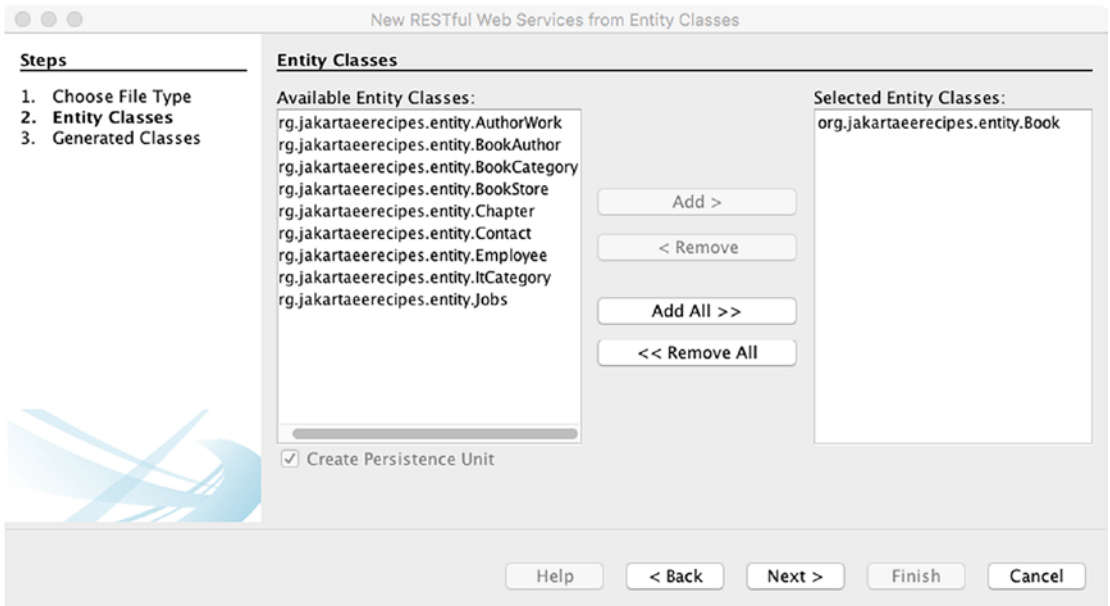 New RESTful Web Services from Entity Classes
Steps
1. Choose File Type
2. Entity Classes
3. Generated Classes
Entity Classes
Available Entity Classes:
rg.jakartaeerecipes.entity.AuthorWork
rg.jakartaeerecipes.entity.BookAuthor
rg.jakartaeerecipes.entity.BookCategory
rg.jakartaeerecipes.entity.BookStore
rg.jakartaeerecipes.entity.Chapter
rg.jakartaeerecipes.entity.Contact
rg.jakartaeerecipes.entity.Employee
rg.jakartaeerecipes.entity.ItCategory
rg.jakartaeerecipes.entity.Jobs
Add >
< Remove
Add All >>
<< Remove All
Selected Entity Classes:
org.jakartaeerecipes.entity.Book
Create Persistence Unit
Help
< Back
Next >
Finish
Cancel